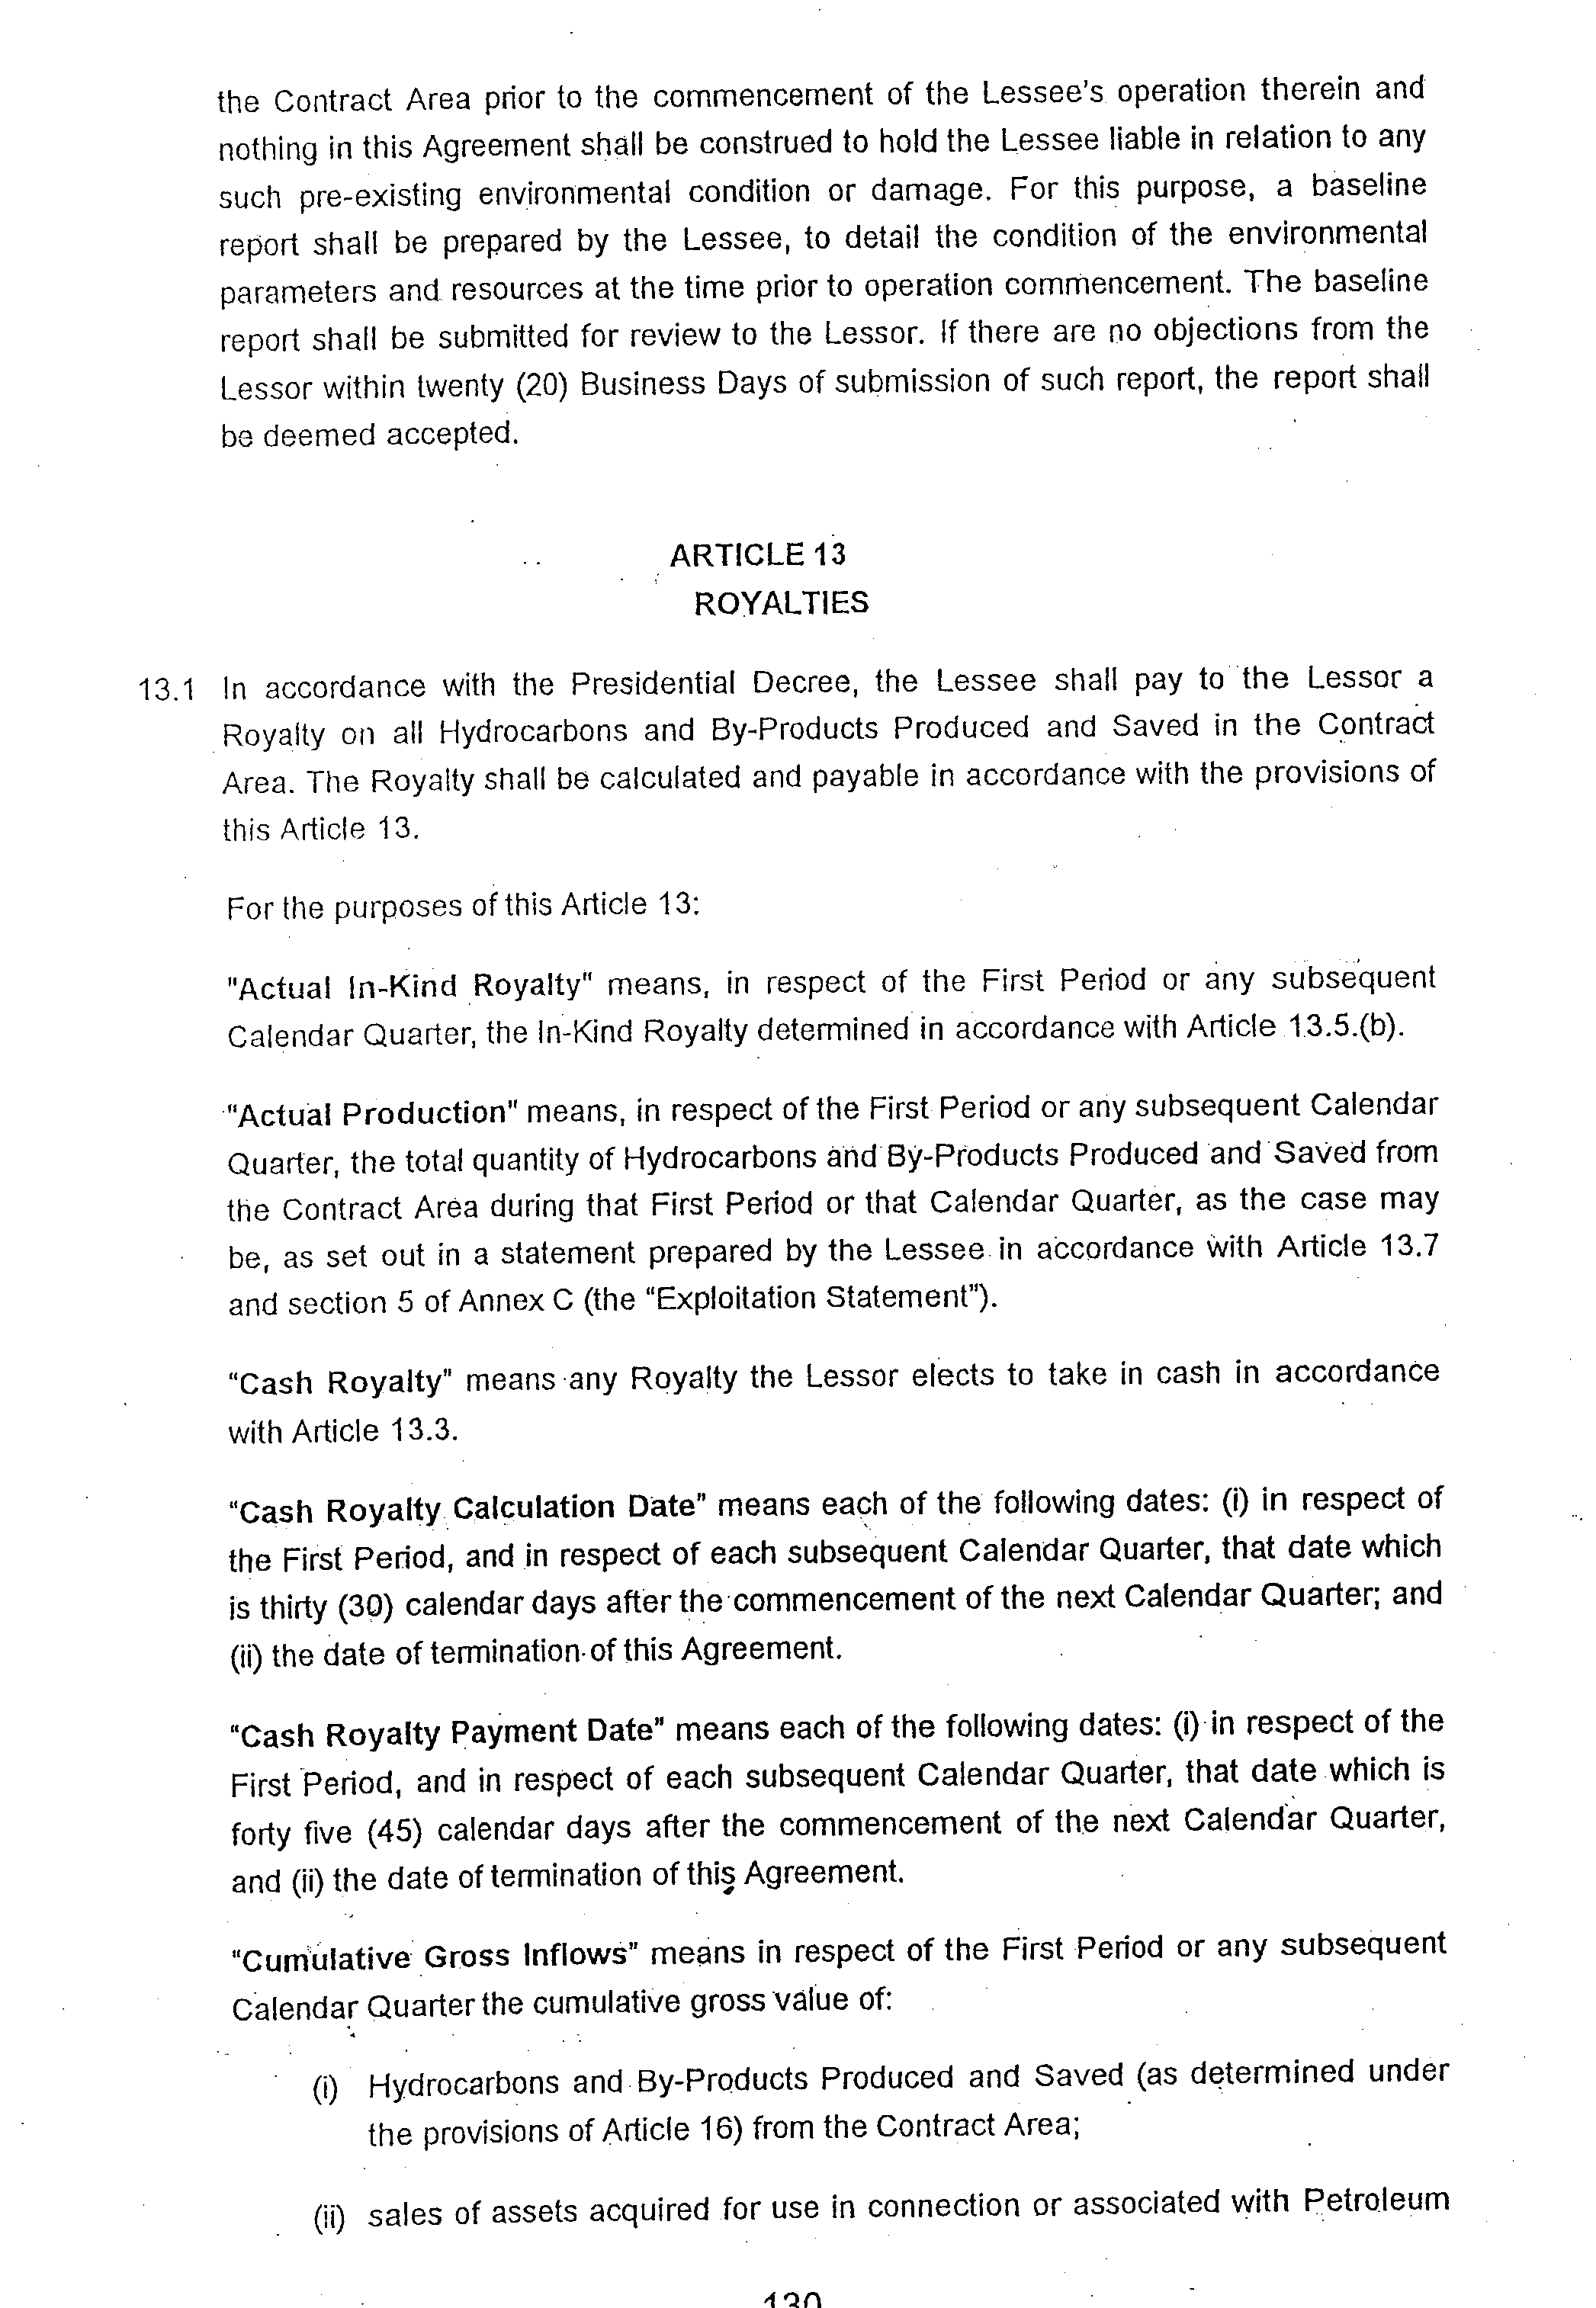 the Contract Area prior to the commencement of the Lessee's operation therein and
nothing in this Agreement shall be construed to hold the Lessee liable in relation to any
such pre-existing environmental condition or damage. For this purpose, a baseline
report shall be prepared by the Lessee, to detail the condition of the environmental
parameters and resources at the time prior to operation commencement. The baseline
report shall be submitted for review to the Lessor. If there are no objections from the
Lessor within twenty (20) Business Days of submission of such report, the report shall
be deemed accepted.
ARTICLE 13
ROYALTIES
13.1 In accordance with the Presidential Decree, the Lessee shall pay to the Lessor a
Royalty on all Hydrocarbons and By-Products Produced and Saved in the Contract
Area. The Royalty shall be calculated and payable in accordance with the provisions of
this Article 13.
For the purposes of this Article 13:
"Actual In-Kind Royalty" means, in respect of the First Period or any subsequent
Calendar Quarter, the In-Kind Royalty determined in accordance with Article 13.5.(b).
"Actual Production" means, in respect of the First Period or any subsequent Calendar
Quarter, the total quantity of Hydrocarbons and By-Products Produced and Saved from
the Contract Area during that First Period or that Calendar Quarter, as the case may
be, as set out in a statement prepared by the Lessee in accordance with Article 13.7
and section 5 of Annex C (the “Exploitation Statement”).
“Cash Royalty” means any Royalty the Lessor elects to take in cash in accordance
with Article 13.3.
“Cash Royalty Calculation Date” means each of the following dates: (i) in respect of
the First Period, and in respect of each subsequent Calendar Quarter, that date which
is thirty (30) calendar days after the commencement of the next Calendar Quarter; and
(ii) the date of termination of this Agreement.
“Cash Royalty Payment Date” means each of the following dates: (i) in respect of the
First Period, and in respect of each subsequent Calendar Quarter, that date which is
forty five (45) calendar days after the commencement of the next Calendar Quarter,
and (ii) the date of termination of this Agreement.
“Cumulative Gross Inflows” means in respect of the First Period or any subsequent
Calendar Quarter the cumulative gross value of:
(i) Hydrocarbons and By-Products Produced and Saved (as determined under
the provisions of Article 16) from the Contract Area;
(ii) sales of assets acquired for use in connection or associated with Petroleum
130